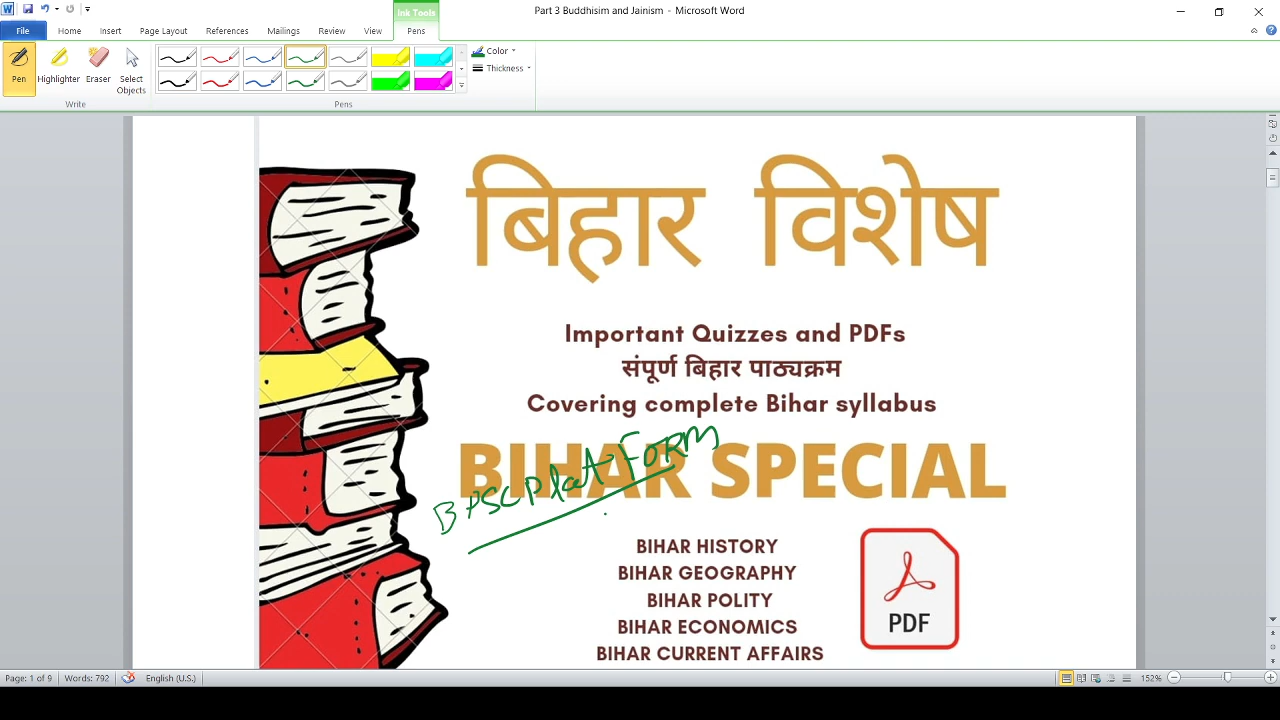 Part 3 Buddhisim and Jainism - Microsoft Word
Ink Tools
File Home Insert Page Layout References Mailings Review View Pens
Pen Highlighter Eraser Select Objects
Color
Thickness
Write Pens
बिहार विशेष
Important Quizzes and PDFs
संपूर्ण बिहार पाठ्यक्रम
Covering complete Bihar syllabus
BIHAR SPECIAL
BPSC PlatFORM
BIHAR HISTORY
BIHAR GEOGRAPHY
BIHAR POLITY
BIHAR ECONOMICS
BIHAR CURRENT AFFAIRS
PDF
Page: 1 of 9 Words: 792 English (U.S.) 152%